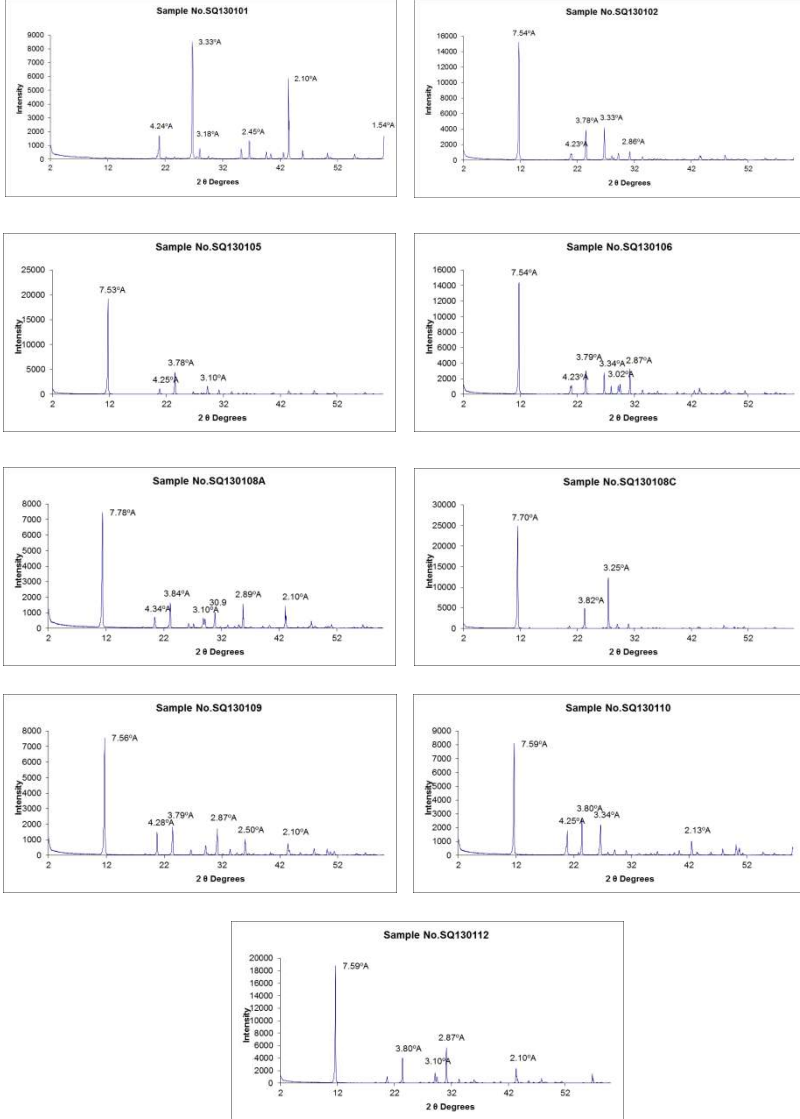 Sample No.SQ130101
Intensity
9000
8000
7000
6000
5000
4000
3000
2000
1000
0
4.24ºA
3.33ºA
3.18ºA
2.45ºA
2.10ºA
1.54ºA
2 12 22 32 42 52
2 θ Degrees
Sample No.SQ130102
Intensity
16000
14000
12000
10000
8000
6000
4000
2000
0
7.54ºA
4.23ºA
3.78ºA
3.33ºA
2.86ºA
2 12 22 32 42 52
2 θ Degrees
Sample No.SQ130105
Intensity
25000
20000
15000
10000
5000
0
7.53ºA
4.25ºA
3.78ºA
3.10ºA
2 12 22 32 42 52
2 θ Degrees
Sample No.SQ130106
Intensity
16000
14000
12000
10000
8000
6000
4000
2000
0
7.54ºA
4.23ºA
3.79ºA
3.34ºA
3.02ºA
2.87ºA
2 12 22 32 42 52
2 θ Degrees
Sample No.SQ130108A
Intensity
8000
7000
6000
5000
4000
3000
2000
1000
0
7.78ºA
4.34ºA
3.84ºA
3.10ºA
30.9
2.89ºA
2.10ºA
2 12 22 32 42 52
2 θ Degrees
Sample No.SQ130108C
Intensity
30000
25000
20000
15000
10000
5000
0
7.70ºA
3.82ºA
3.25ºA
2 12 22 32 42 52
2 θ Degrees
Sample No.SQ130109
Intensity
8000
7000
6000
5000
4000
3000
2000
1000
0
7.56ºA
4.28ºA
3.79ºA
2.87ºA
2.50ºA
2.10ºA
2 12 22 32 42 52
2 θ Degrees
Sample No.SQ130110
Intensity
9000
8000
7000
6000
5000
4000
3000
2000
1000
0
7.59ºA
4.25ºA
3.80ºA
3.34ºA
2.13ºA
2 12 22 32 42 52
2 θ Degrees
Sample No.SQ130112
Intensity
20000
18000
16000
14000
12000
10000
8000
6000
4000
2000
0
7.59ºA
3.80ºA
3.10ºA
2.87ºA
2.10ºA
2 12 22 32 42 52
2 θ Degrees